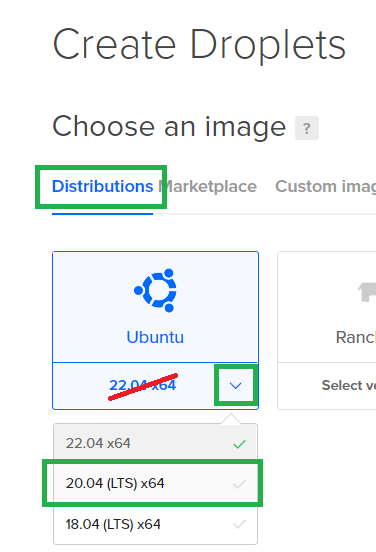 Create Droplets
Choose an image ?
Distributions Marketplace Custom imag
Ubuntu
Ranc
22.04 x64
Select ve
22.04 x64
20.04 (LTS) x64
18.04 (LTS) x64